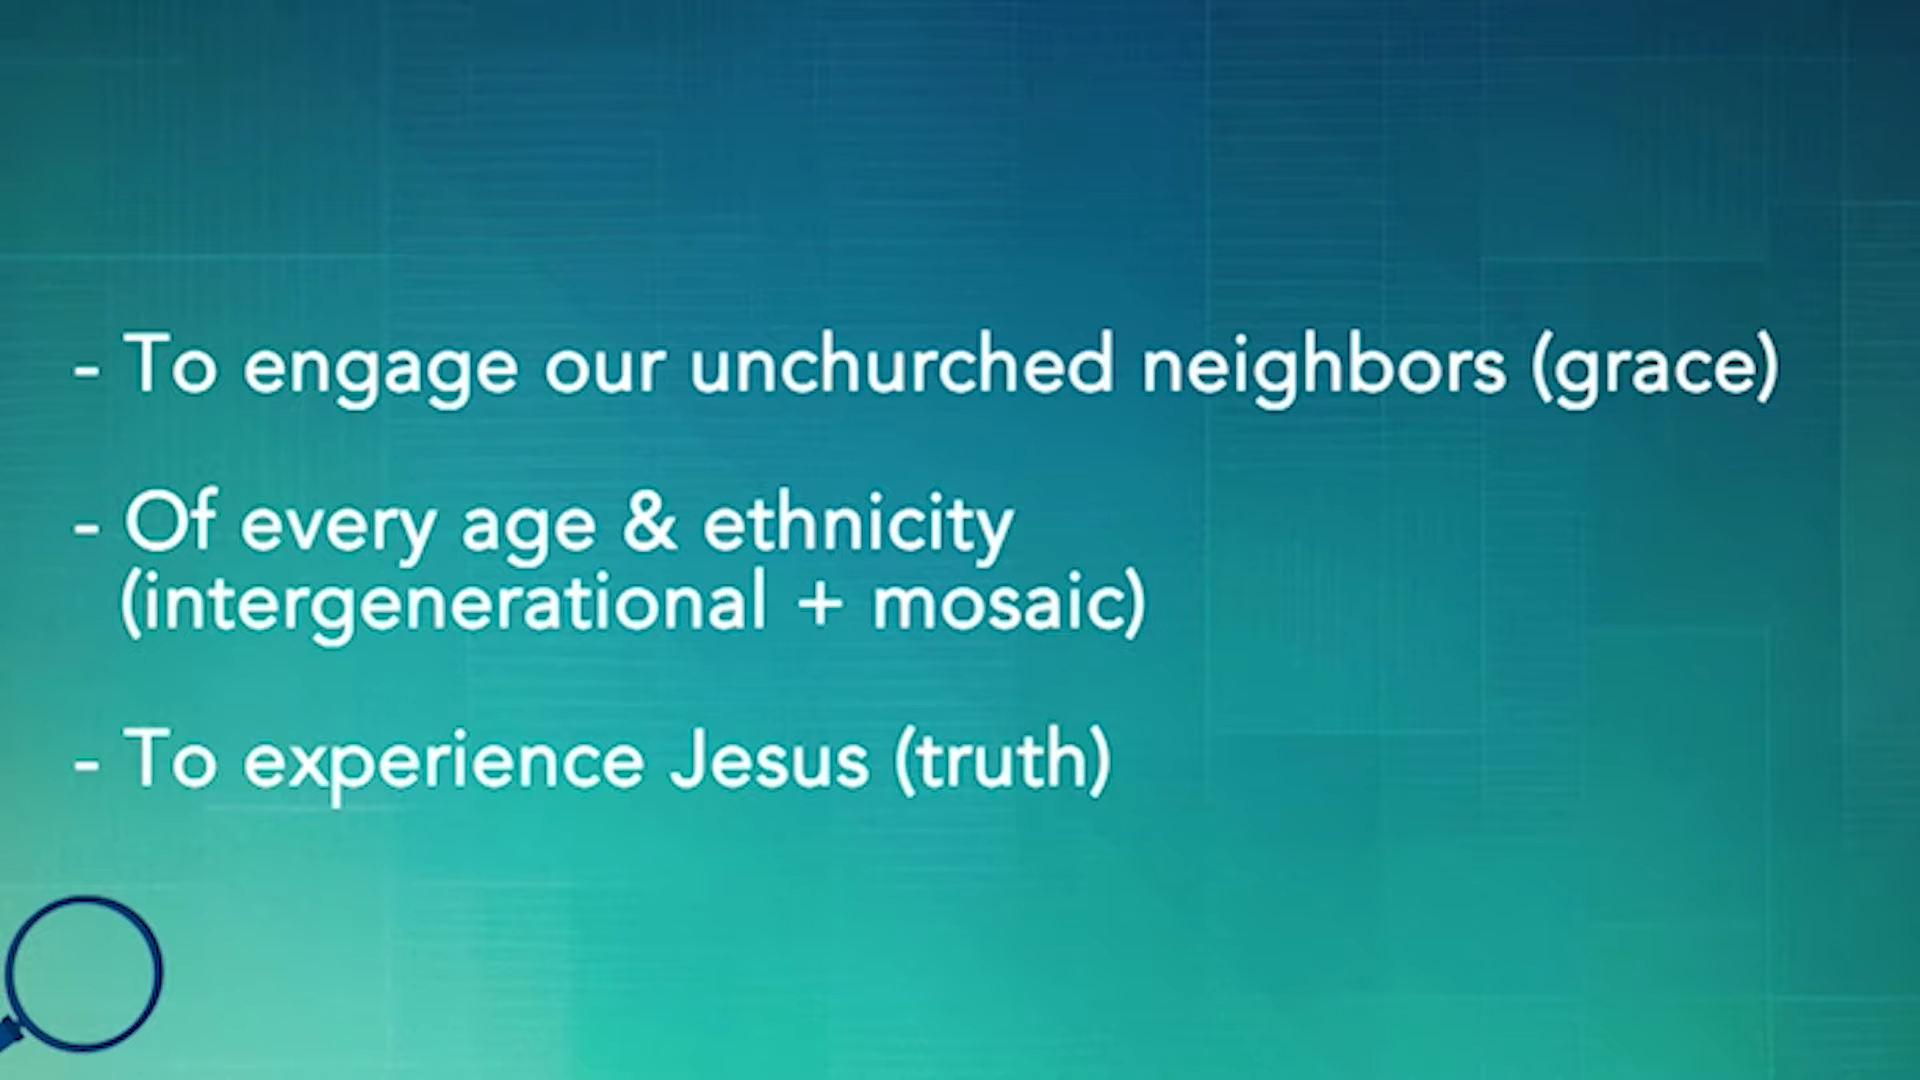 - To engage our unchurched neighbors (grace)
- Of every age & ethnicity
(intergenerational + mosaic)
- To experience Jesus (truth)